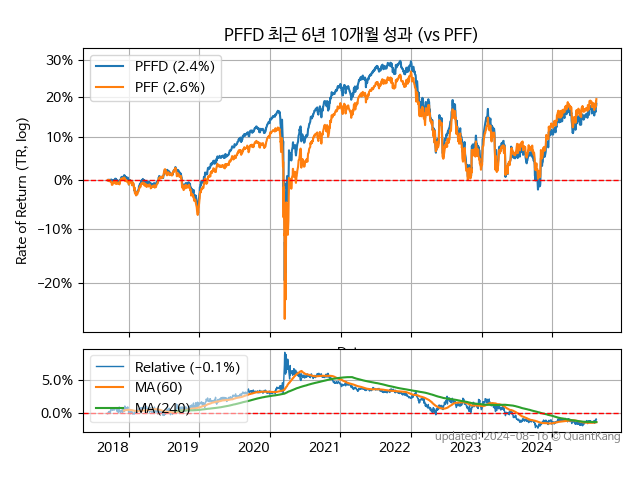 PFFD 최근 6년 10개월 성과 (vs PFF)
Rate of Return (TR, log)
30%
20%
10%
0%
−10%
−20%
PFFD (2.4%)
PFF (2.6%)
5.0%
0.0%
Relative (−0.1%)
MA(60)
MA(240)
2018 2019 2020 2021 2022 2023 2024
updated: 2024-08-16 © QuantKang